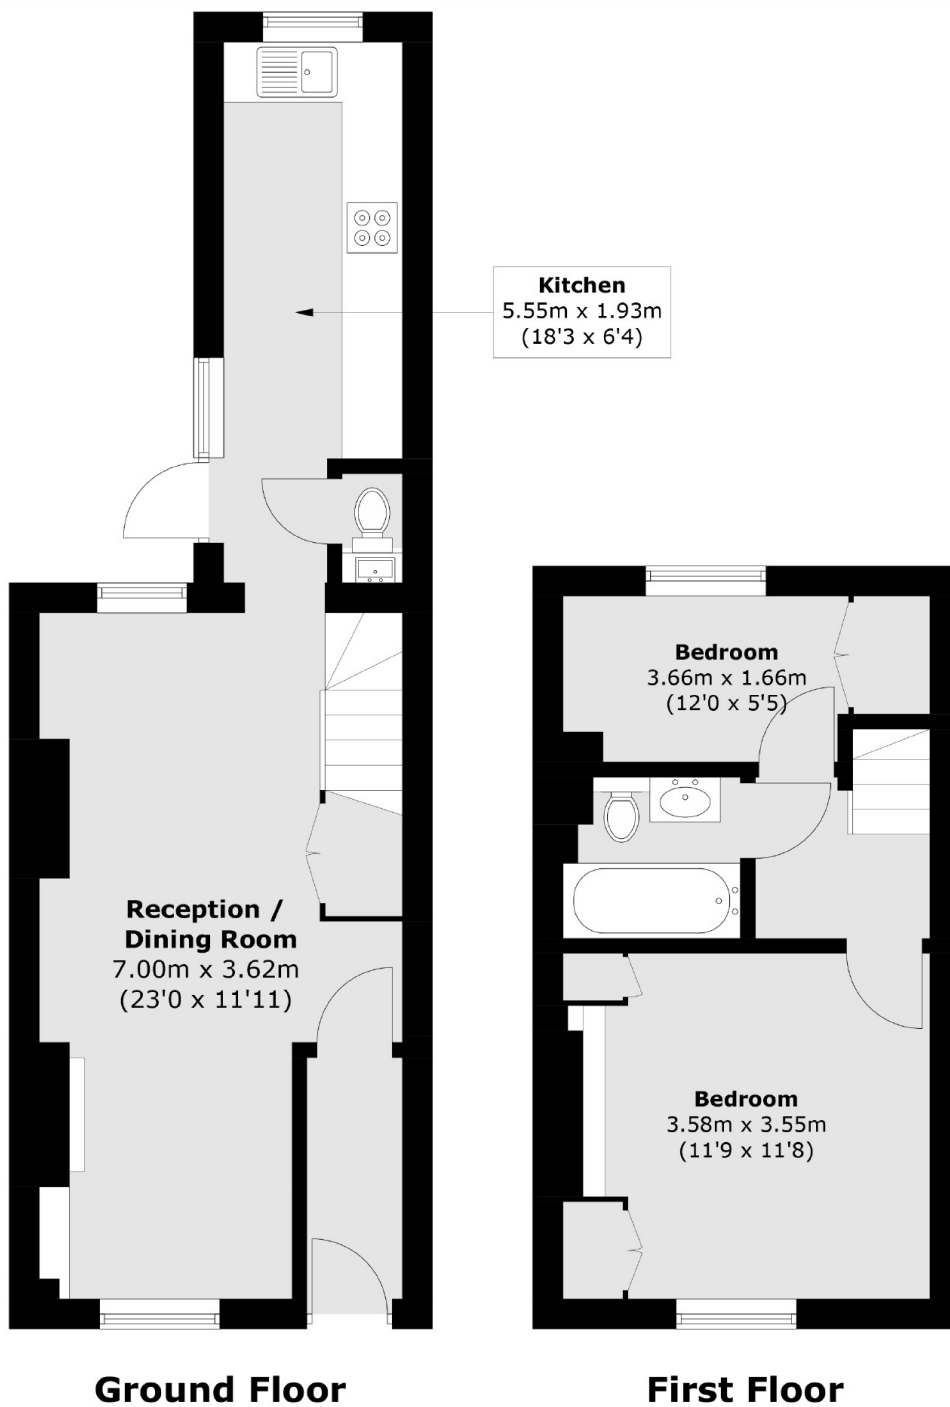 Kitchen
5.55m x 1.93m
(18'3 x 6'4)
Reception /
Dining Room
7.00m x 3.62m
(23'0 x 11'11)
Bedroom
3.66m x 1.66m
(12'0 x 5'5)
Bedroom
3.58m x 3.55m
(11'9 x 11'8)
Ground Floor
First Floor